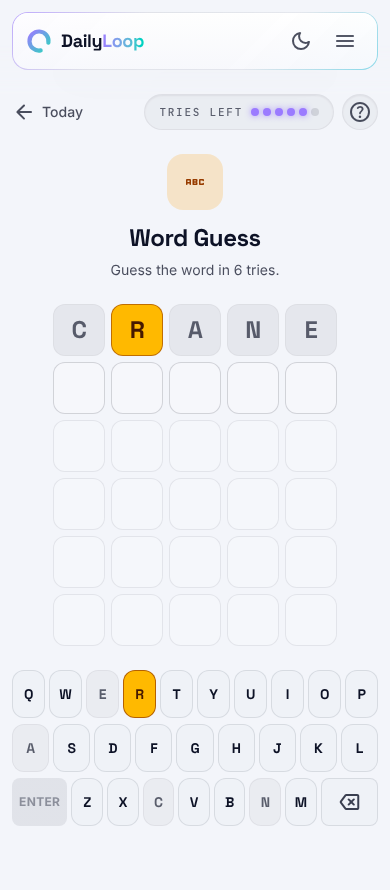 DailyLoop
Today
TRIES LEFT
ABC
Word Guess
Guess the word in 6 tries.
C R A N E
Q W E R T Y U I O P
A S D F G H J K L
ENTER Z X C V B N M